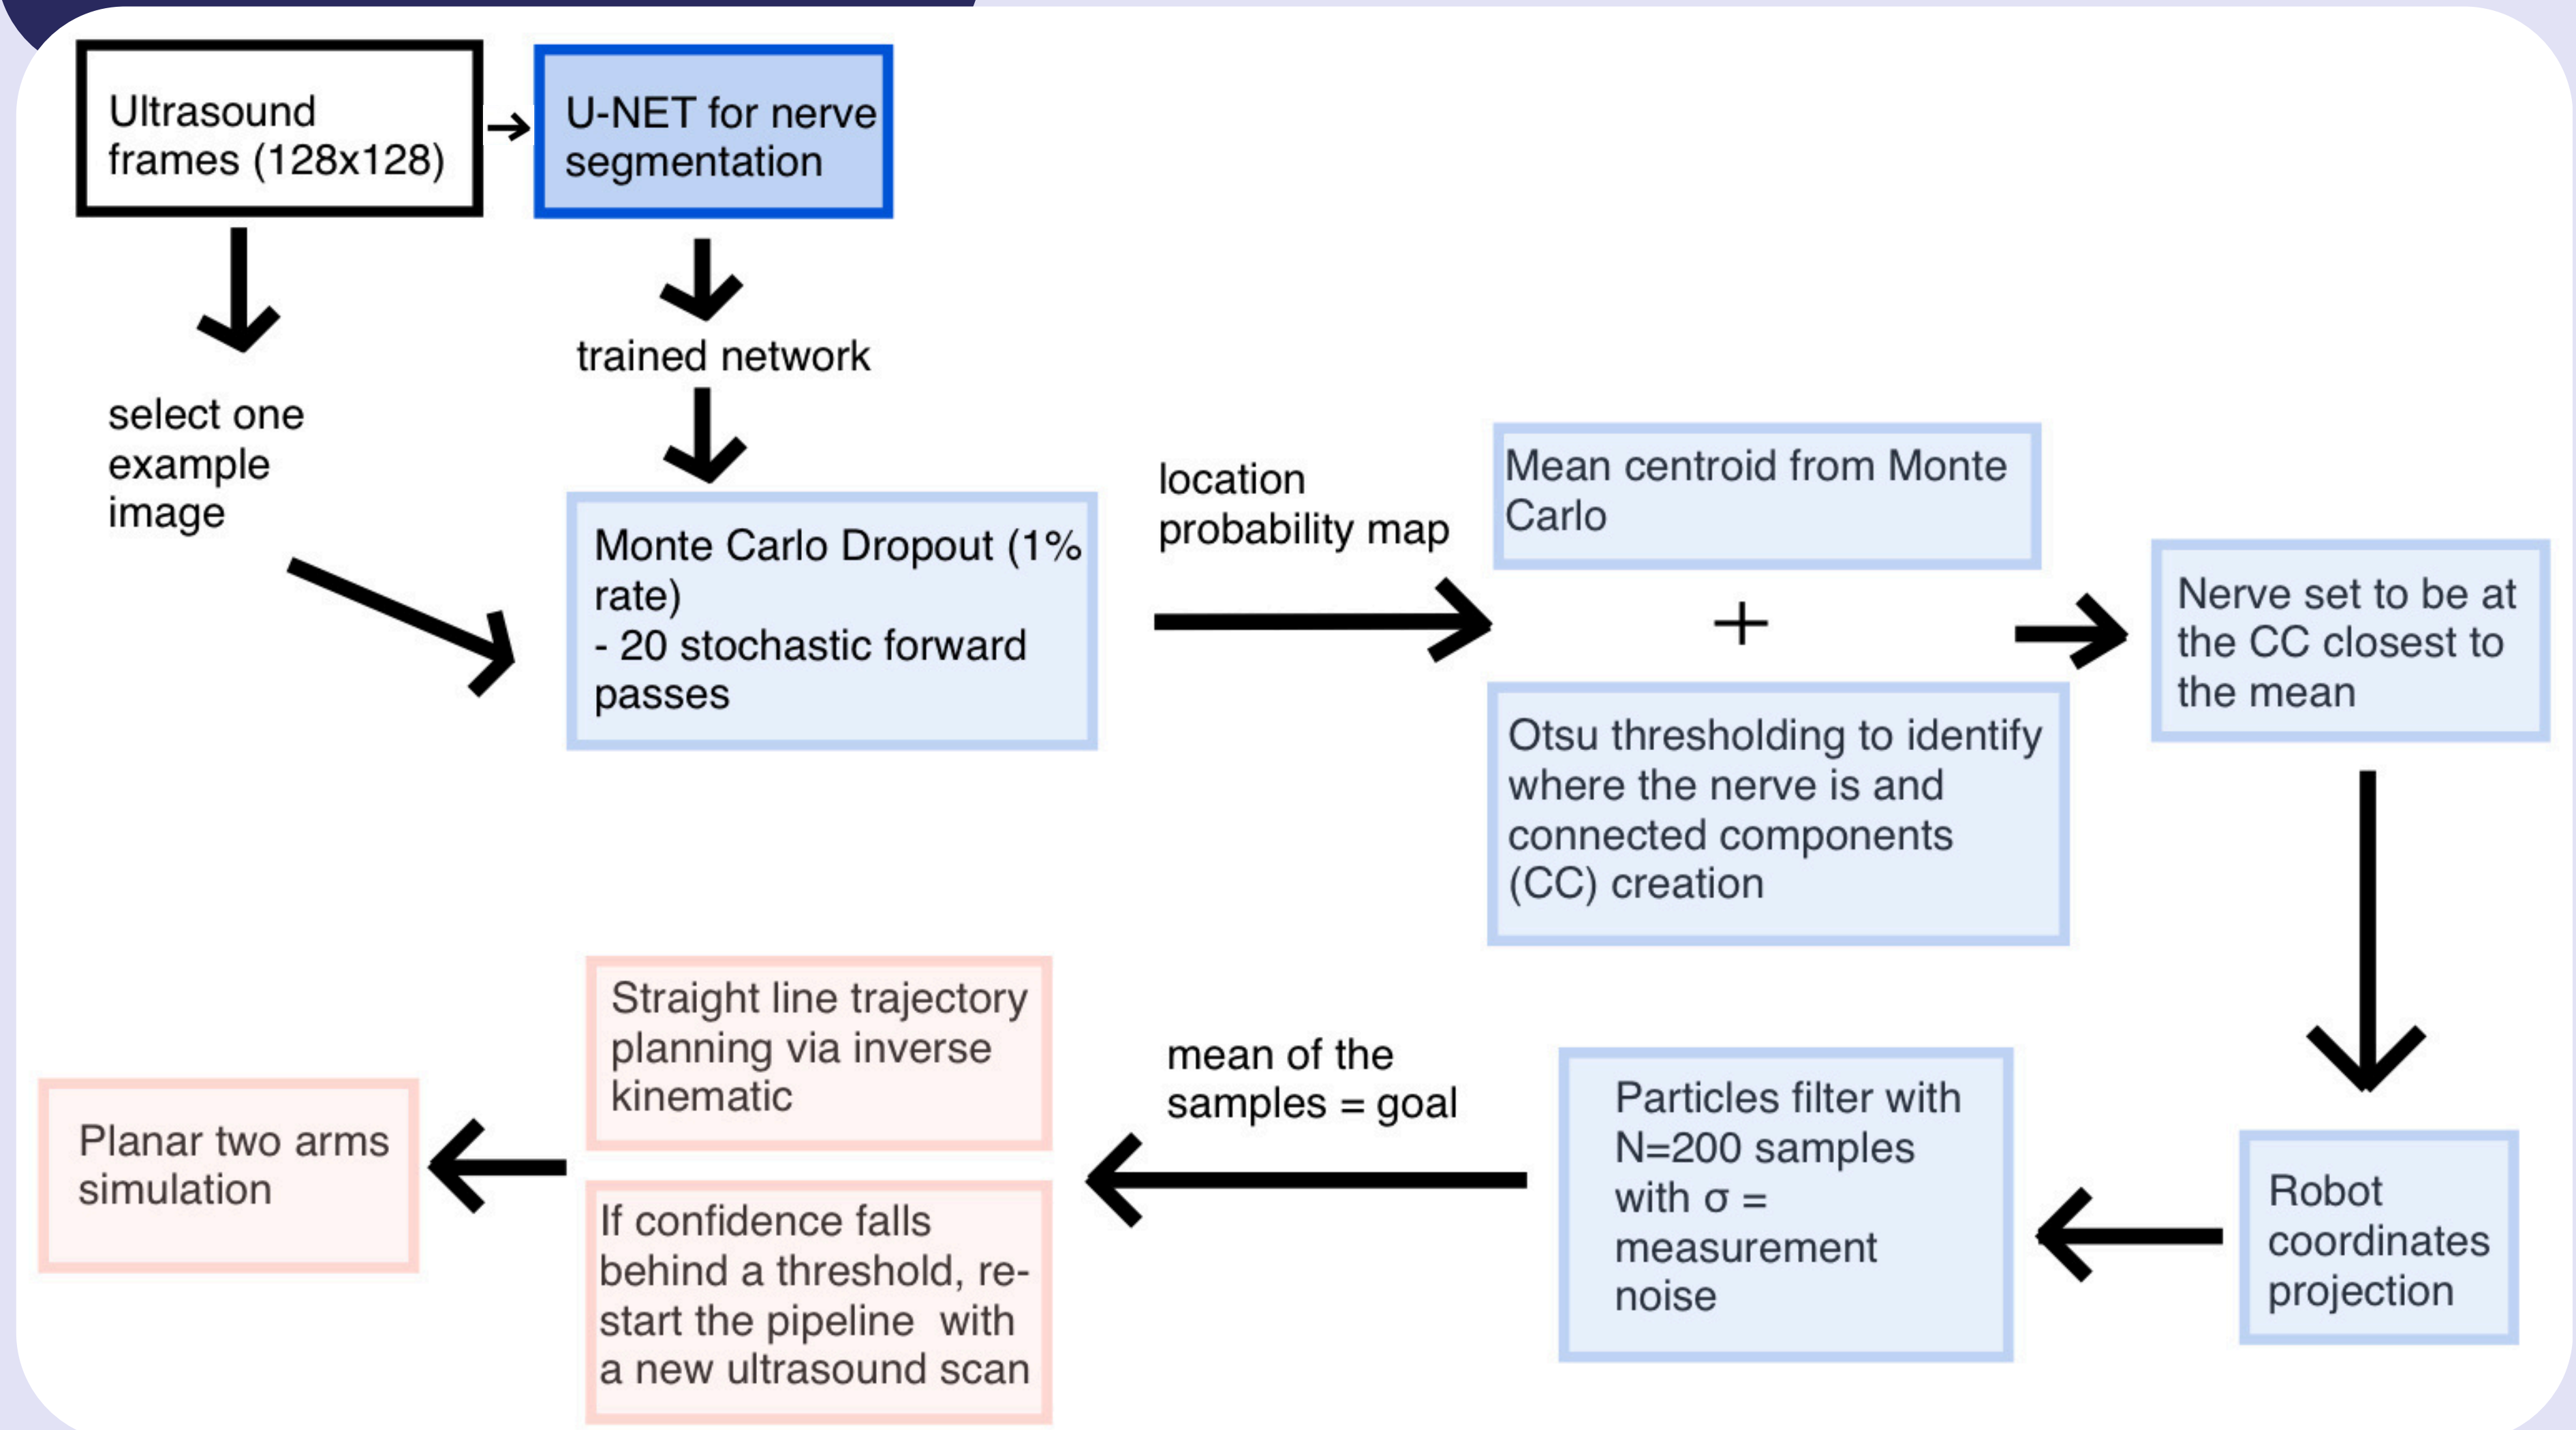 Ultrasound
frames (128x128)
U-NET for nerve
segmentation
trained network
select one
example
image
Monte Carlo Dropout (1%
rate)
- 20 stochastic forward
passes
location
probability map
Mean centroid from Monte
Carlo
+
Otsu thresholding to identify
where the nerve is and
connected components
(CC) creation
Nerve set to be at
the CC closest to
the mean
Robot
coordinates
projection
Particles filter with
N=200 samples
with σ =
measurement
noise
mean of the
samples = goal
Straight line trajectory
planning via inverse
kinematic
If confidence falls
behind a threshold, re-
start the pipeline  with
a new ultrasound scan
Planar two arms
simulation